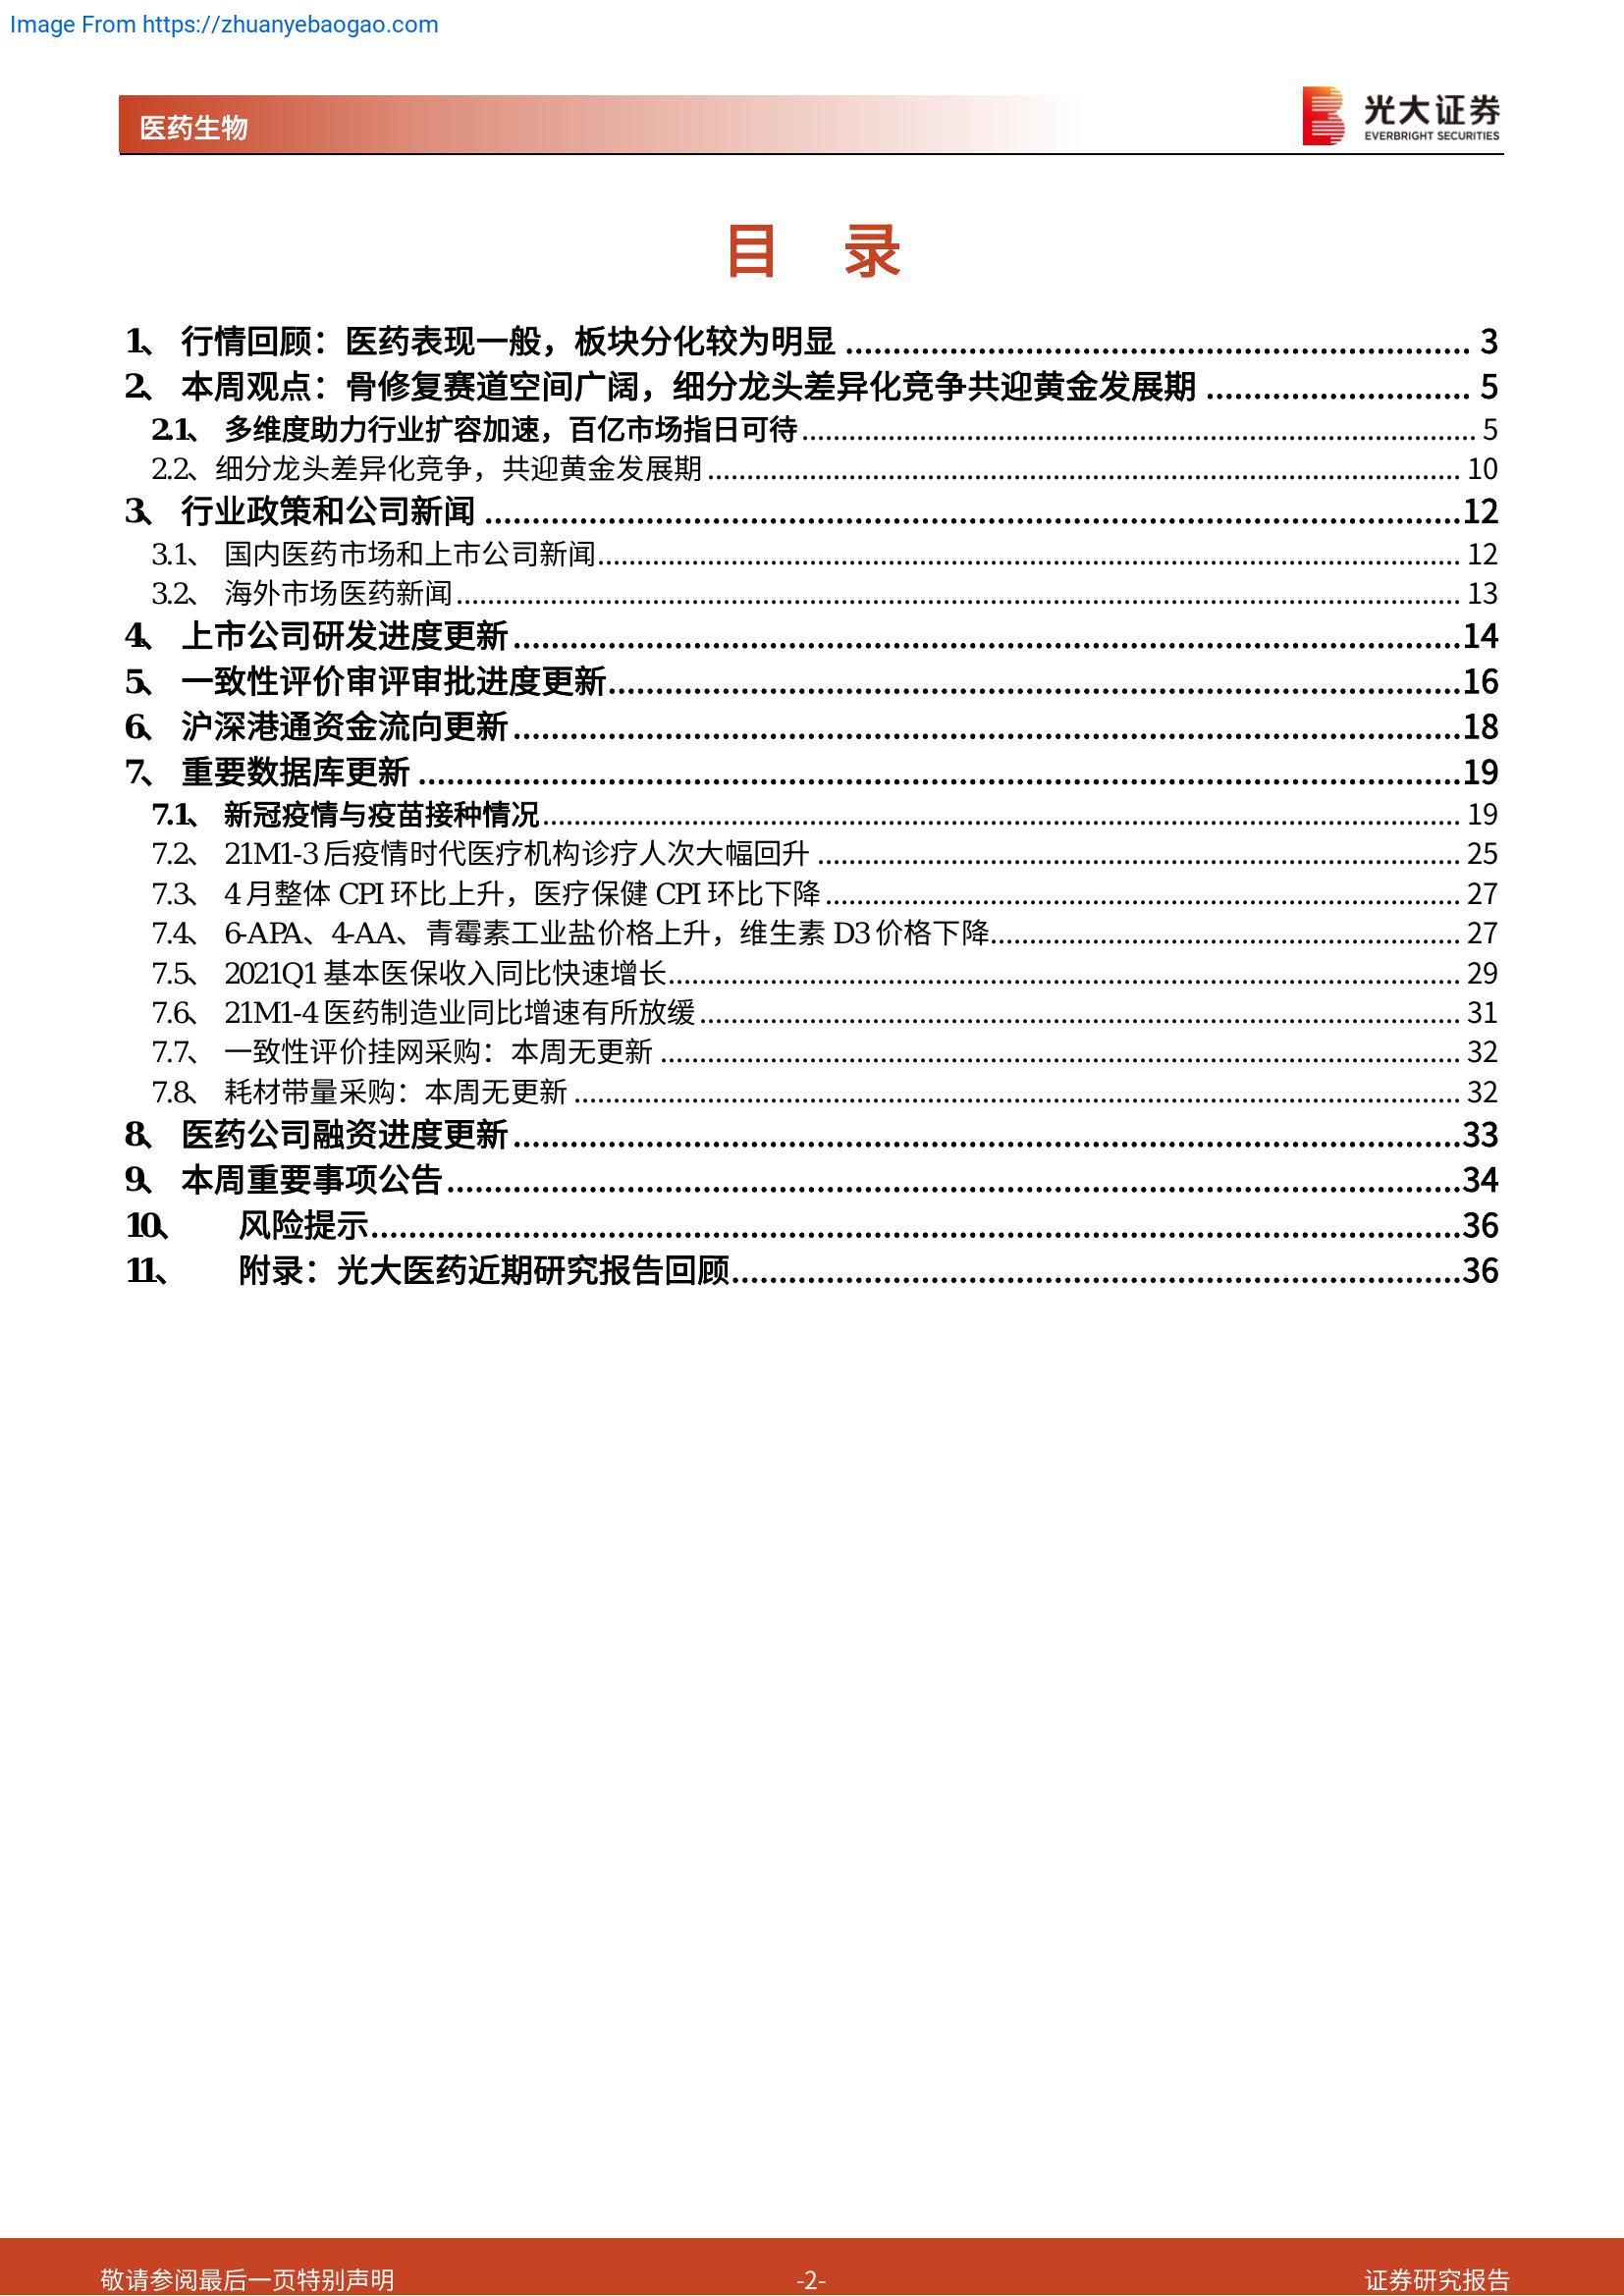 Image From https://zhuanyebaogao.com
医药生物
光大证券
EVERBRIGHT SECURITIES
目 录
1、 行情回顾：医药表现一般，板块分化较为明显 ........ 3
2、 本周观点：骨修复赛道空间广阔，细分龙头差异化竞争共迎黄金发展期 ........ 5
2.1、 多维度助力行业扩容加速，百亿市场指日可待 ........ 5
2.2、细分龙头差异化竞争，共迎黄金发展期 ........ 10
3、 行业政策和公司新闻 ........ 12
3.1、 国内医药市场和上市公司新闻 ........ 12
3.2、 海外市场医药新闻 ........ 13
4、 上市公司研发进度更新 ........ 14
5、 一致性评价审评审批进度更新 ........ 16
6、 沪深港通资金流向更新 ........ 18
7、 重要数据库更新 ........ 19
7.1、 新冠疫情与疫苗接种情况 ........ 19
7.2、 21M1-3 后疫情时代医疗机构诊疗人次大幅回升 ........ 25
7.3、 4 月整体 CPI 环比上升，医疗保健 CPI 环比下降 ........ 27
7.4、 6-APA、4-AA、青霉素工业盐价格上升，维生素 D3 价格下降 ........ 27
7.5、 2021Q1 基本医保收入同比快速增长 ........ 29
7.6、 21M1-4 医药制造业同比增速有所放缓 ........ 31
7.7、 一致性评价挂网采购：本周无更新 ........ 32
7.8、 耗材带量采购：本周无更新 ........ 32
8、 医药公司融资进度更新 ........ 33
9、 本周重要事项公告 ........ 34
10、 风险提示 ........ 36
11、 附录：光大医药近期研究报告回顾 ........ 36
敬请参阅最后一页特别声明 -2- 证券研究报告